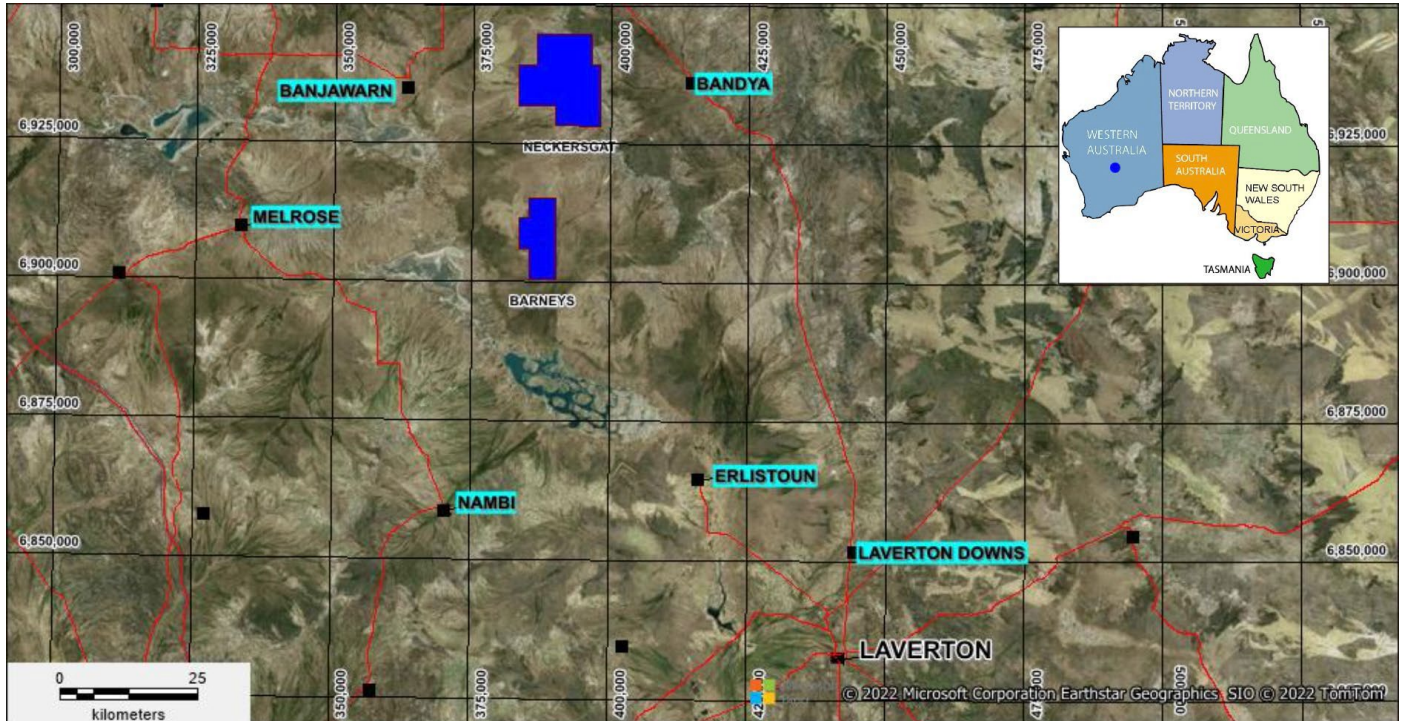 300,000
325,000
350,000
375,000
400,000
425,000
450,000
475,000
BANJAWARN
BANDYA
6,925,000
6,925,000
NECKERSGAT
MELROSE
6,900,000
6,900,000
BARNEYS
6,875,000
6,875,000
ERLISTOUN
NAMBI
6,850,000
6,850,000
LAVERTON DOWNS
LAVERTON
350,000
375,000
400,000
0 25
kilometers
© 2022 Microsoft Corporation Earthstar Geographics SIO © 2022 TomTom
NORTHERN
TERRITORY
QUEENSLAND
WESTERN
AUSTRALIA
SOUTH
AUSTRALIA
NEW SOUTH
WALES
VICTORIA
TASMANIA